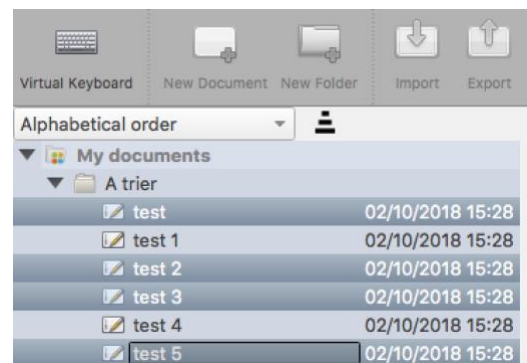 Virtual Keyboard New Document New Folder Import Export
Alphabetical order
My documents
A trier
test 02/10/2018 15:28
test 1 02/10/2018 15:28
test 2 02/10/2018 15:28
test 3 02/10/2018 15:28
test 4 02/10/2018 15:28
test 5 02/10/2018 15:28